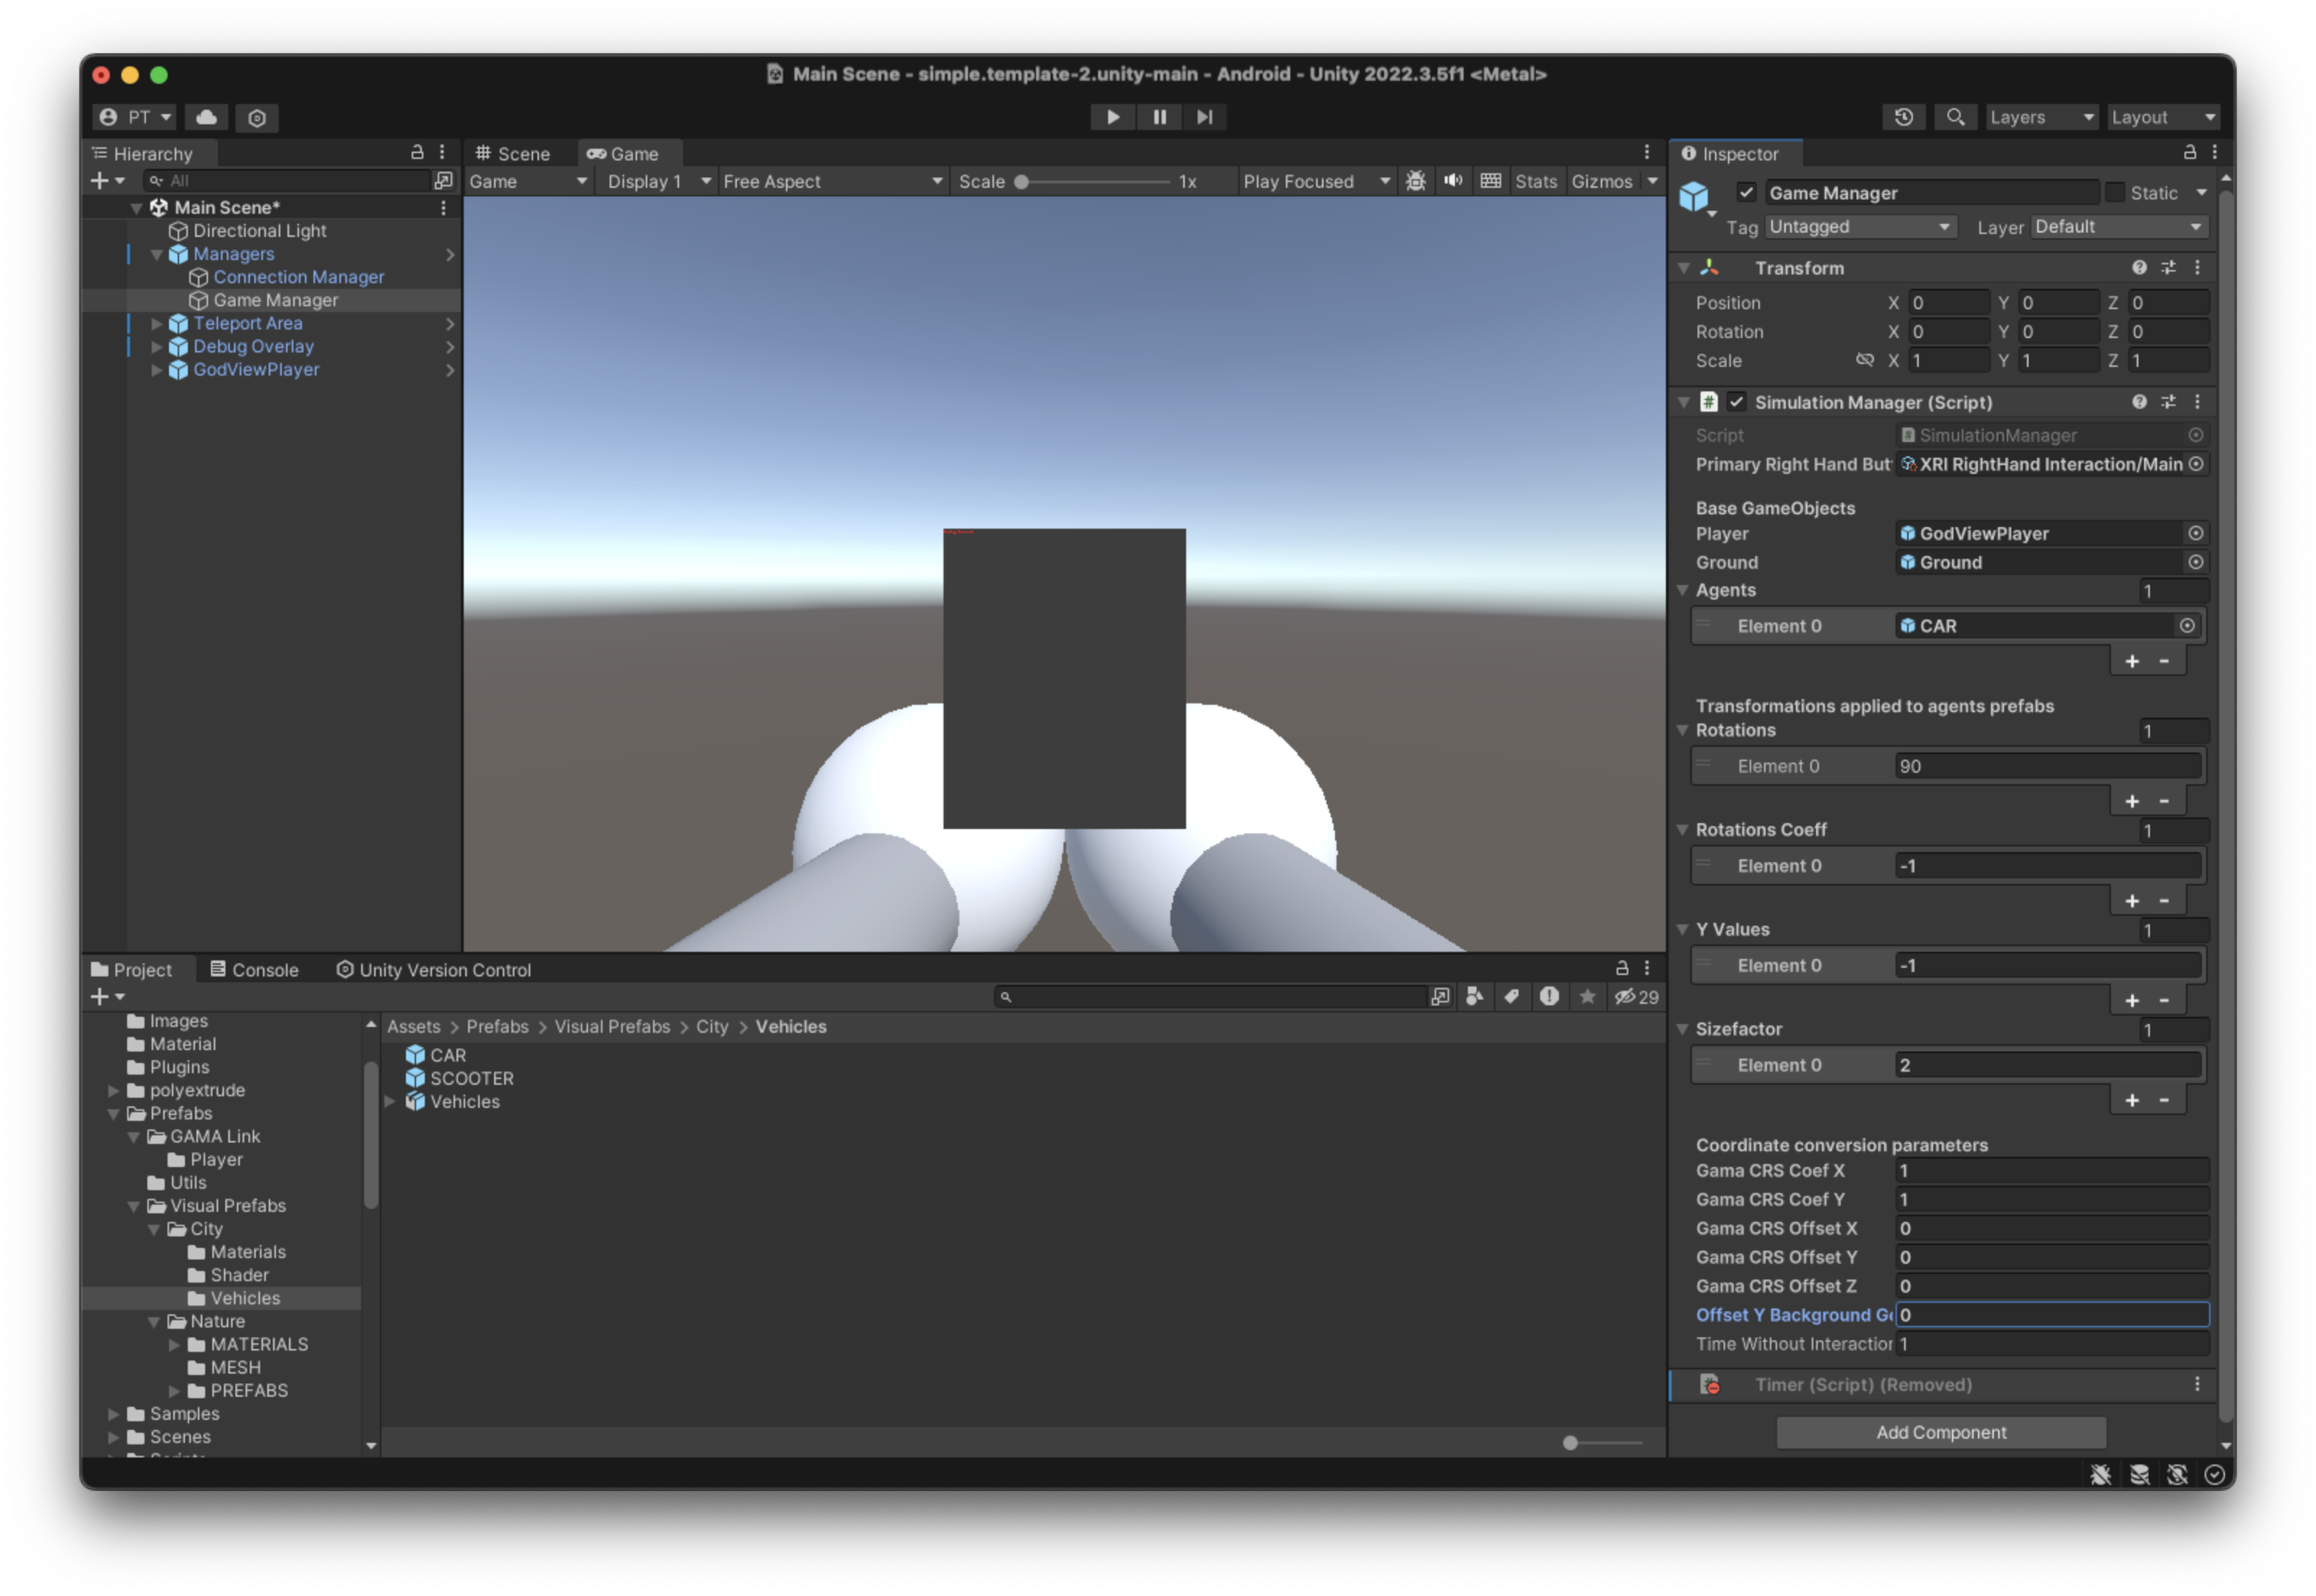 Main Scene - simple.template-2.unity-main - Android - Unity 2022.3.5f1 <Metal>
PT
Layers
Layout
Hierarchy
All
Main Scene*
Directional Light
Managers
Connection Manager
Game Manager
Teleport Area
Debug Overlay
GodViewPlayer
Scene
Game
Game
Display 1
Free Aspect
Scale
1x
Play Focused
Stats
Gizmos
Inspector
Game Manager
Static
Tag
Untagged
Layer
Default
Transform
Position X 0 Y 0 Z 0
Rotation X 0 Y 0 Z 0
Scale X 1 Y 1 Z 1
# Simulation Manager (Script)
Script SimulationManager
Primary Right Hand But XRI RightHand Interaction/Main
Base GameObjects
Player GodViewPlayer
Ground Ground
Agents 1
Element 0 CAR
+ -
Transformations applied to agents prefabs
Rotations 1
Element 0 90
+ -
Rotations Coeff 1
Element 0 -1
+ -
Y Values 1
Element 0 -1
+ -
Sizefactor 1
Element 0 2
+ -
Coordinate conversion parameters
Gama CRS Coef X 1
Gama CRS Coef Y 1
Gama CRS Offset X 0
Gama CRS Offset Y 0
Gama CRS Offset Z 0
Offset Y Background Ge 0
Time Without Interaction 1
Timer (Script) (Removed)
Add Component
Project
Console
Unity Version Control
29
Images
Material
Plugins
polyextrude
Prefabs
GAMA Link
Player
Utils
Visual Prefabs
City
Materials
Shader
Vehicles
Nature
MATERIALS
MESH
PREFABS
Samples
Scenes
Assets > Prefabs > Visual Prefabs > City > Vehicles
CAR
SCOOTER
Vehicles